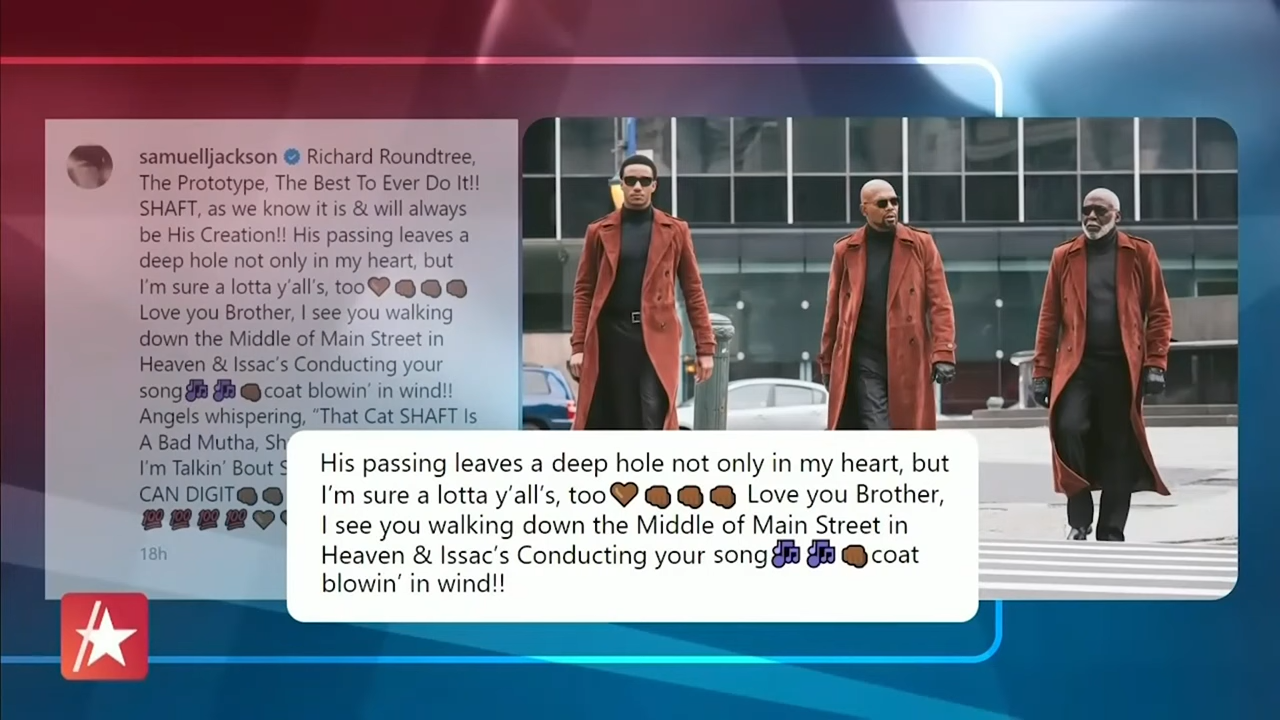 samuelljackson Richard Roundtree,
The Prototype, The Best To Ever Do It!!
SHAFT, as we know it is & will always
be His Creation!! His passing leaves a
deep hole not only in my heart, but
I'm sure a lotta y'all's, too🤎👊🏾👊🏾👊🏾
Love you Brother, I see you walking
down the Middle of Main Street in
Heaven & Issac's Conducting your
song🎶🎶👊🏾coat blowin' in wind!!
Angels whispering, "That Cat SHAFT Is
A Bad Mutha,
I'm Talkin' Bout
CAN DIGIT👊🏾👊🏾
💯💯💯💯🤎
18h
His passing leaves a deep hole not only in my heart, but
I'm sure a lotta y'all's, too🤎👊🏾👊🏾👊🏾 Love you Brother,
I see you walking down the Middle of Main Street in
Heaven & Issac's Conducting your song🎶🎶👊🏾coat
blowin' in wind!!